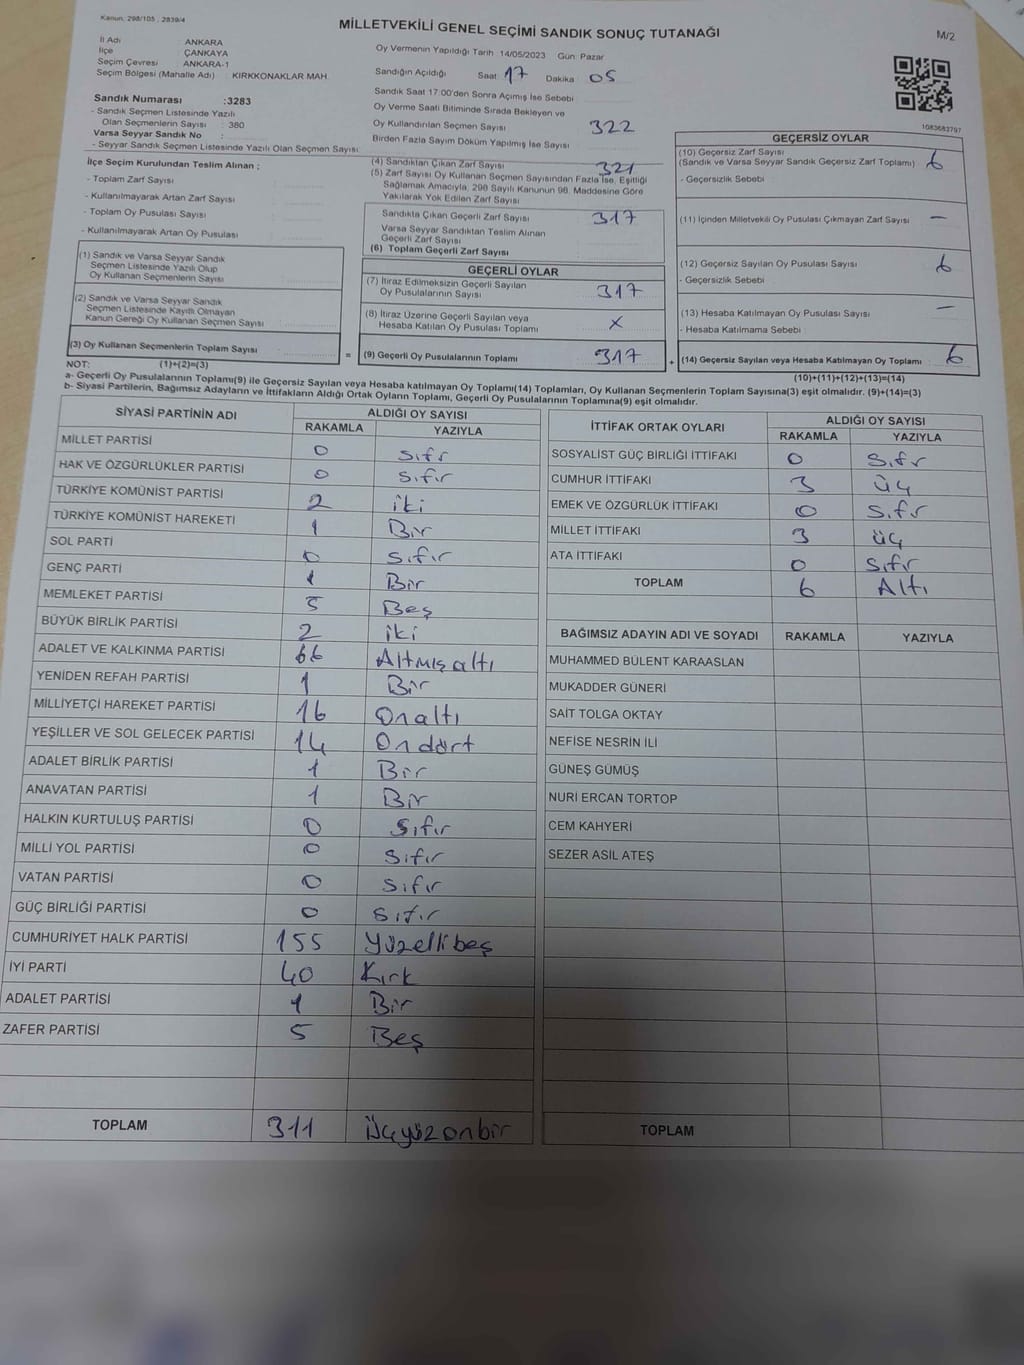 Kanun: 298/105 , 2839/4
MİLLETVEKİLİ GENEL SEÇİMİ SANDIK SONUÇ TUTANAĞI
M/2
İl Adı : ANKARA
İlçe : ÇANKAYA
Seçim Çevresi : ANKARA-1
Seçim Bölgesi (Mahalle Adı) : KIRKKONAKLAR MAH.
Sandık Numarası :3283
- Sandık Seçmen Listesinde Yazılı
Olan Seçmenlerin Sayısı : 380
Varsa Seyyar Sandık No :
- Seyyar Sandık Seçmen Listesinde Yazılı Olan Seçmen Sayısı:
İlçe Seçim Kurulundan Teslim Alınan ;
- Toplam Zarf Sayısı
- Kullanılmayarak Artan Zarf Sayısı
- Toplam Oy Pusulası Sayısı
- Kullanılmayarak Artan Oy Pusulası
(1) Sandık ve Varsa Seyyar Sandık
Seçmen Listesinde Yazılı Olup
Oy Kullanan Seçmenlerin Sayısı
(2) Sandık ve Varsa Seyyar Sandık
Seçmen Listesinde Kayıtlı Olmayan
Kanun Gereği Oy Kullanan Seçmen Sayısı
(3) Oy Kullanan Seçmenlerin Toplam Sayısı
(1)+(2)=(3)
Oy Vermenin Yapıldığı Tarih 14/05/2023 Gün: Pazar
Sandığın Açıldığı Saat 17 Dakika 05
Sandık Saat 17:00'den Sonra Açımış İse Sebebi
Oy Verme Saati Bitiminde Sırada Bekleyen ve
Oy Kullandırılan Seçmen Sayısı 322
Birden Fazla Sayım Döküm Yapılmış İse Sayısı
(4) Sandıktan Çıkan Zarf Sayısı 321
(5) Zarf Sayısı Oy Kullanan Seçmen Sayısından Fazla İse, Eşitliği
Sağlamak Amacıyla, 298 Sayılı Kanunun 98. Maddesine Göre
Yakılarak Yok Edilen Zarf Sayısı
Sandıkta Çıkan Geçerli Zarf Sayısı 317
Varsa Seyyar Sandıktan Teslim Alınan
Geçerli Zarf Sayısı
(6) Toplam Geçerli Zarf Sayısı
GEÇERLİ OYLAR
(7) İtiraz Edilmeksizin Geçerli Sayılan
Oy Pusulalarının Sayısı 317
(8) İtiraz Üzerine Geçerli Sayılan veya
Hesaba Katılan Oy Pusulası Toplamı X
= (9) Geçerli Oy Pusulalarının Toplamı 317
1083683797
GEÇERSİZ OYLAR
(10) Geçersiz Zarf Sayısı
(Sandık ve Varsa Seyyar Sandık Geçersiz Zarf Toplamı) 6
- Geçersizlik Sebebi
(11) İçinden Milletvekili Oy Pusulası Çıkmayan Zarf Sayısı –
(12) Geçersiz Sayılan Oy Pusulası Sayısı 6
- Geçersizlik Sebebi
(13) Hesaba Katılmayan Oy Pusulası Sayısı –
- Hesaba Katılmama Sebebi
+ (14) Geçersiz Sayılan veya Hesaba Katılmayan Oy Toplamı 6
(10)+(11)+(12)+(13)=(14)
NOT:
a- Geçerli Oy Pusulalarının Toplamı(9) ile Geçersiz Sayılan veya Hesaba katılmayan Oy Toplamı(14) Toplamları, Oy Kullanan Seçmenlerin Toplam Sayısına(3) eşit olmalıdır. (9)+(14)=(3)
b- Siyasi Partilerin, Bağımsız Adayların ve İttifakların Aldığı Ortak Oyların Toplamı, Geçerli Oy Pusulalarının Toplamına(9) eşit olmalıdır.
SİYASİ PARTİNİN ADI ALDIĞI OY SAYISI
RAKAMLA YAZIYLA
MİLLET PARTİSİ 0 Sıfır
HAK VE ÖZGÜRLÜKLER PARTİSİ 0 Sıfır
TÜRKİYE KOMÜNİST PARTİSİ 2 iki
TÜRKİYE KOMÜNİST HAREKETİ 1 Bir
SOL PARTİ 0 Sıfır
GENÇ PARTİ 1 Bir
MEMLEKET PARTİSİ 5 Beş
BÜYÜK BİRLİK PARTİSİ 2 iki
ADALET VE KALKINMA PARTİSİ 66 Altmışaltı
YENİDEN REFAH PARTİSİ 1 Bir
MİLLİYETÇİ HAREKET PARTİSİ 16 Onaltı
YEŞİLLER VE SOL GELECEK PARTİSİ 14 Ondört
ADALET BİRLİK PARTİSİ 1 Bir
ANAVATAN PARTİSİ 1 Bir
HALKIN KURTULUŞ PARTİSİ 0 Sıfır
MİLLİ YOL PARTİSİ 0 Sıfır
VATAN PARTİSİ 0 Sıfır
GÜÇ BİRLİĞİ PARTİSİ 0 Sıfır
CUMHURİYET HALK PARTİSİ 155 Yüzellibeş
İYİ PARTİ 40 Kırk
ADALET PARTİSİ 1 Bir
ZAFER PARTİSİ 5 Beş
TOPLAM 311 Üçyüzonbir
İTTİFAK ORTAK OYLARI ALDIĞI OY SAYISI
RAKAMLA YAZIYLA
SOSYALİST GÜÇ BİRLİĞİ İTTİFAKI 0 Sıfır
CUMHUR İTTİFAKI 3 üç
EMEK VE ÖZGÜRLÜK İTTİFAKI 0 Sıfır
MİLLET İTTİFAKI 3 üç
ATA İTTİFAKI 0 Sıfır
TOPLAM 6 Altı
BAĞIMSIZ ADAYIN ADI VE SOYADI RAKAMLA YAZIYLA
MUHAMMED BÜLENT KARAASLAN
MUKADDER GÜNERİ
SAİT TOLGA OKTAY
NEFİSE NESRİN İLİ
GÜNEŞ GÜMÜŞ
NURİ ERCAN TORTOP
CEM KAHYERİ
SEZER ASİL ATEŞ
TOPLAM